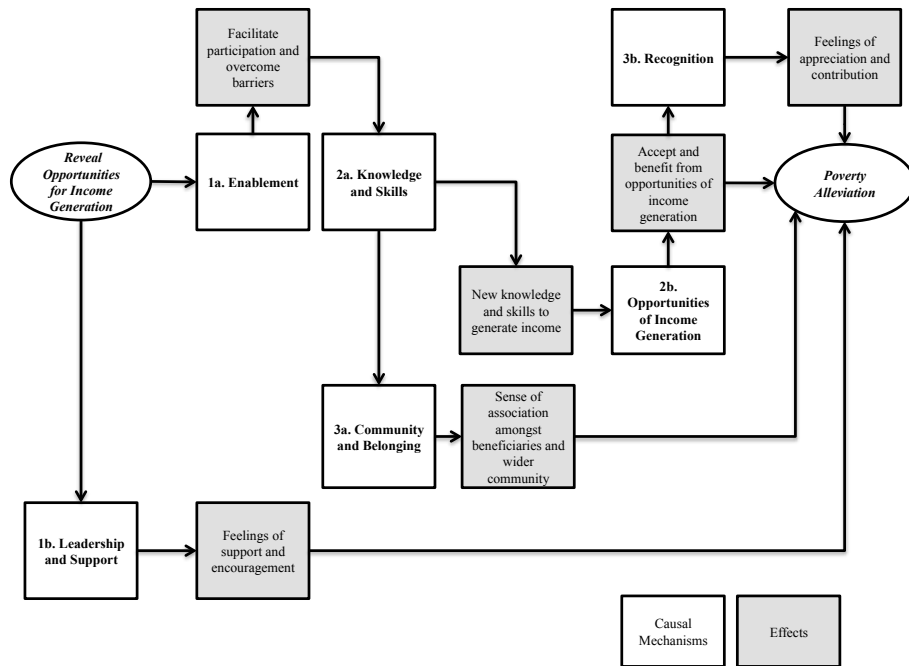 Facilitate
participation and
overcome
barriers
3b. Recognition
Feelings of
appreciation and
contribution
Reveal
Opportunities
for Income
Generation
1a. Enablement
2a. Knowledge
and Skills
Accept and
benefit from
opportunities of
income
generation
Poverty
Alleviation
New knowledge
and skills to
generate income
2b.
Opportunities
of Income
Generation
3a. Community
and Belonging
Sense of
association
amongst
beneficiaries and
wider
community
1b. Leadership
and Support
Feelings of
support and
encouragement
Causal
Mechanisms
Effects